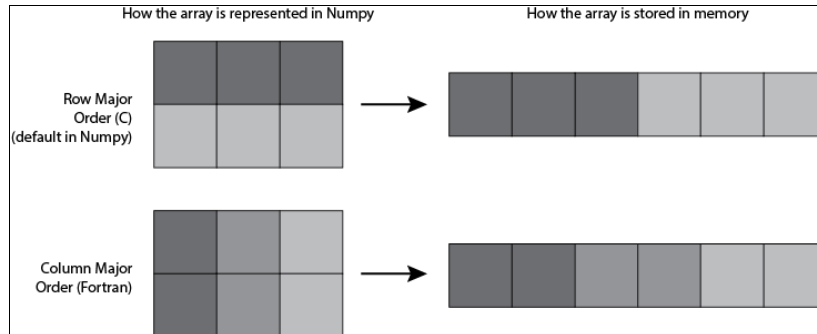 How the array is represented in Numpy
How the array is stored in memory
Row Major
Order (C)
(default in Numpy)
Column Major
Order (Fortran)